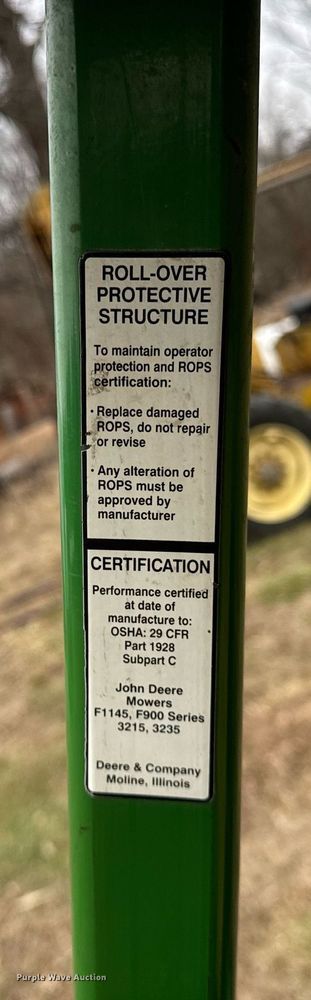 ROLL-OVER
PROTECTIVE
STRUCTURE
To maintain operator
protection and ROPS
certification:
· Replace damaged
ROPS, do not repair
or revise
· Any alteration of
ROPS must be
approved by
manufacturer
CERTIFICATION
Performance certified
at date of
manufacture to:
OSHA: 29 CFR
Part 1928
Subpart C
John Deere
Mowers
F1145, F900 Series
3215, 3235
Deere & Company
Moline, Illinois
Purple Wave Auction